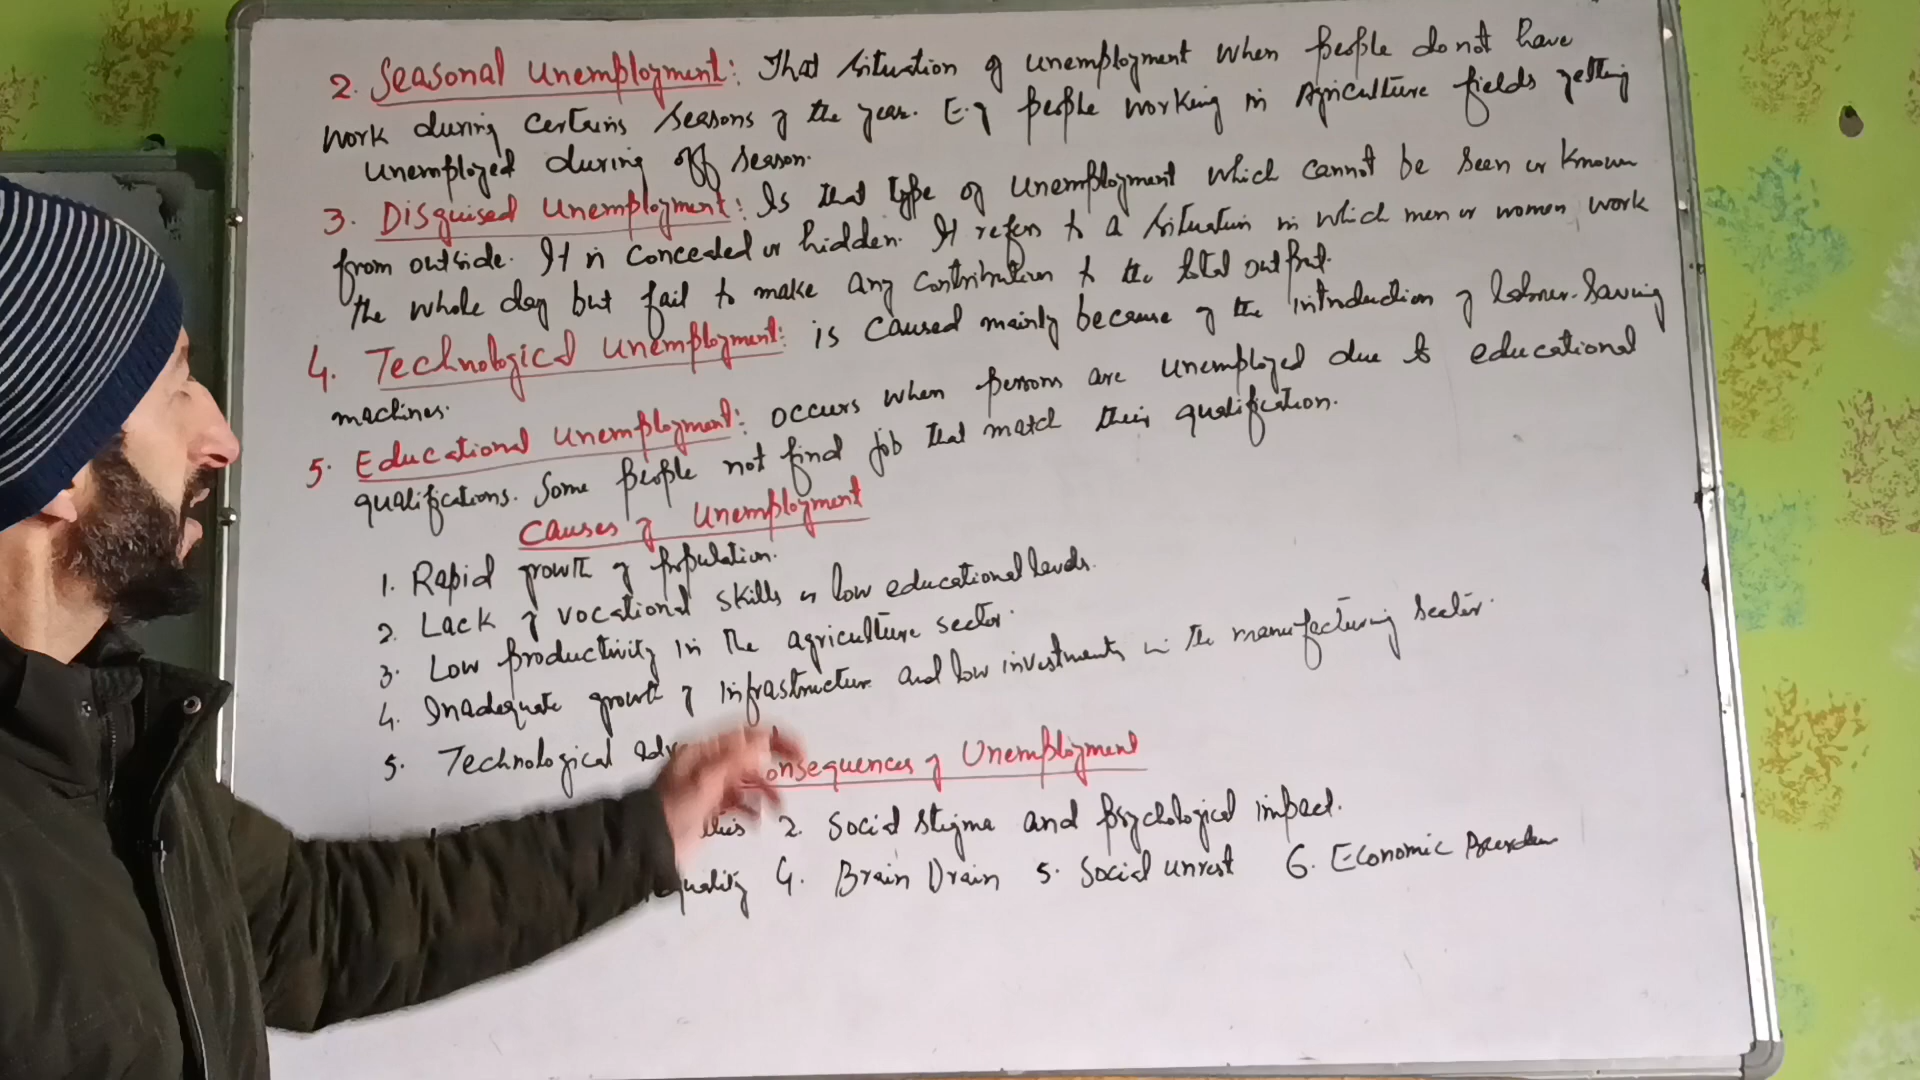 2. Seasonal Unemployment: That situation of unemployment when people do not have
work during certains seasons of the year. E.g people working in Agriculture fields getting
unemployed during off season.
3. Disguised Unemployment: Is that type of unemployment which cannot be seen or known
from outside. It is concealed or hidden. It refers to a situation in which men or women work
the whole day but fail to make any contribution to the total output.
4. Technological unemployment: is caused mainly because of the introduction of labour-saving
machines.
5. Educational unemployment: occurs when persons are unemployed due to educational
qualifications. Some people not find job that match their qualification.
Causes of Unemployment
1. Rapid growth of population.
2. Lack of vocational skills or low educational levels.
3. Low productivity in the agriculture sector.
4. Inadequate growth of infrastructure and low investments in the manufacturing sector.
5. Technological
Consequences of Unemployment
2. Social stigma and psychological impact.
4. Brain Drain 5. Social unrest 6. Economic Burden